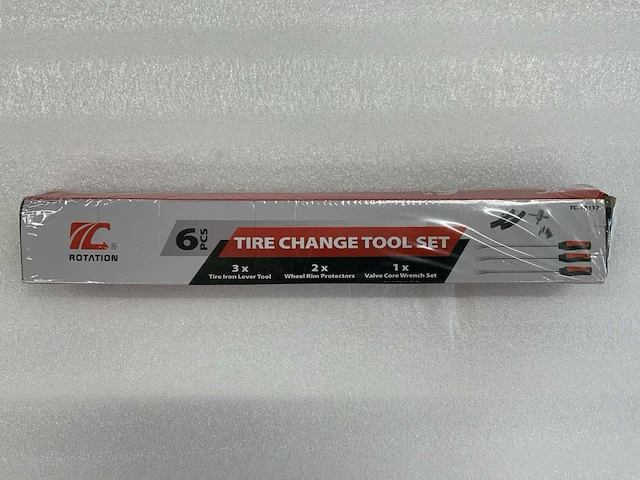 TC®
ROTATION
6 PCS
TIRE CHANGE TOOL SET
3 x
Tire Iron Lever Tool
2 x
Wheel Rim Protectors
1 x
Valve Core Wrench Set